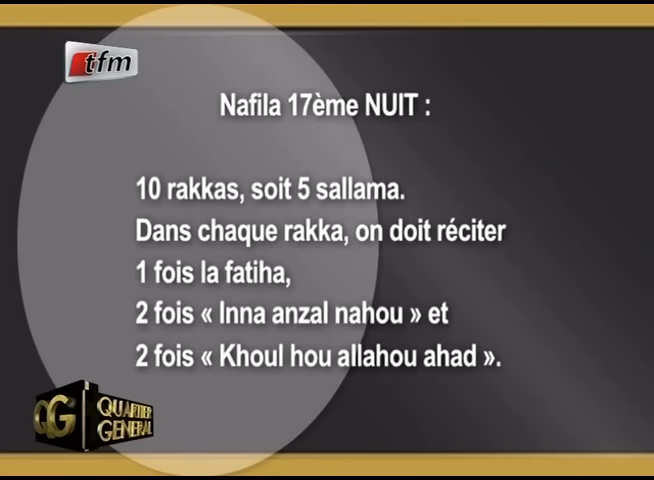 tfm
Nafila 17ème NUIT :
10 rakkas, soit 5 sallama.
Dans chaque rakka, on doit réciter
1 fois la fatiha,
2 fois « Inna anzal nahou » et
2 fois « Khoul hou allahou ahad ».
QG QUARTIER
GENERAL